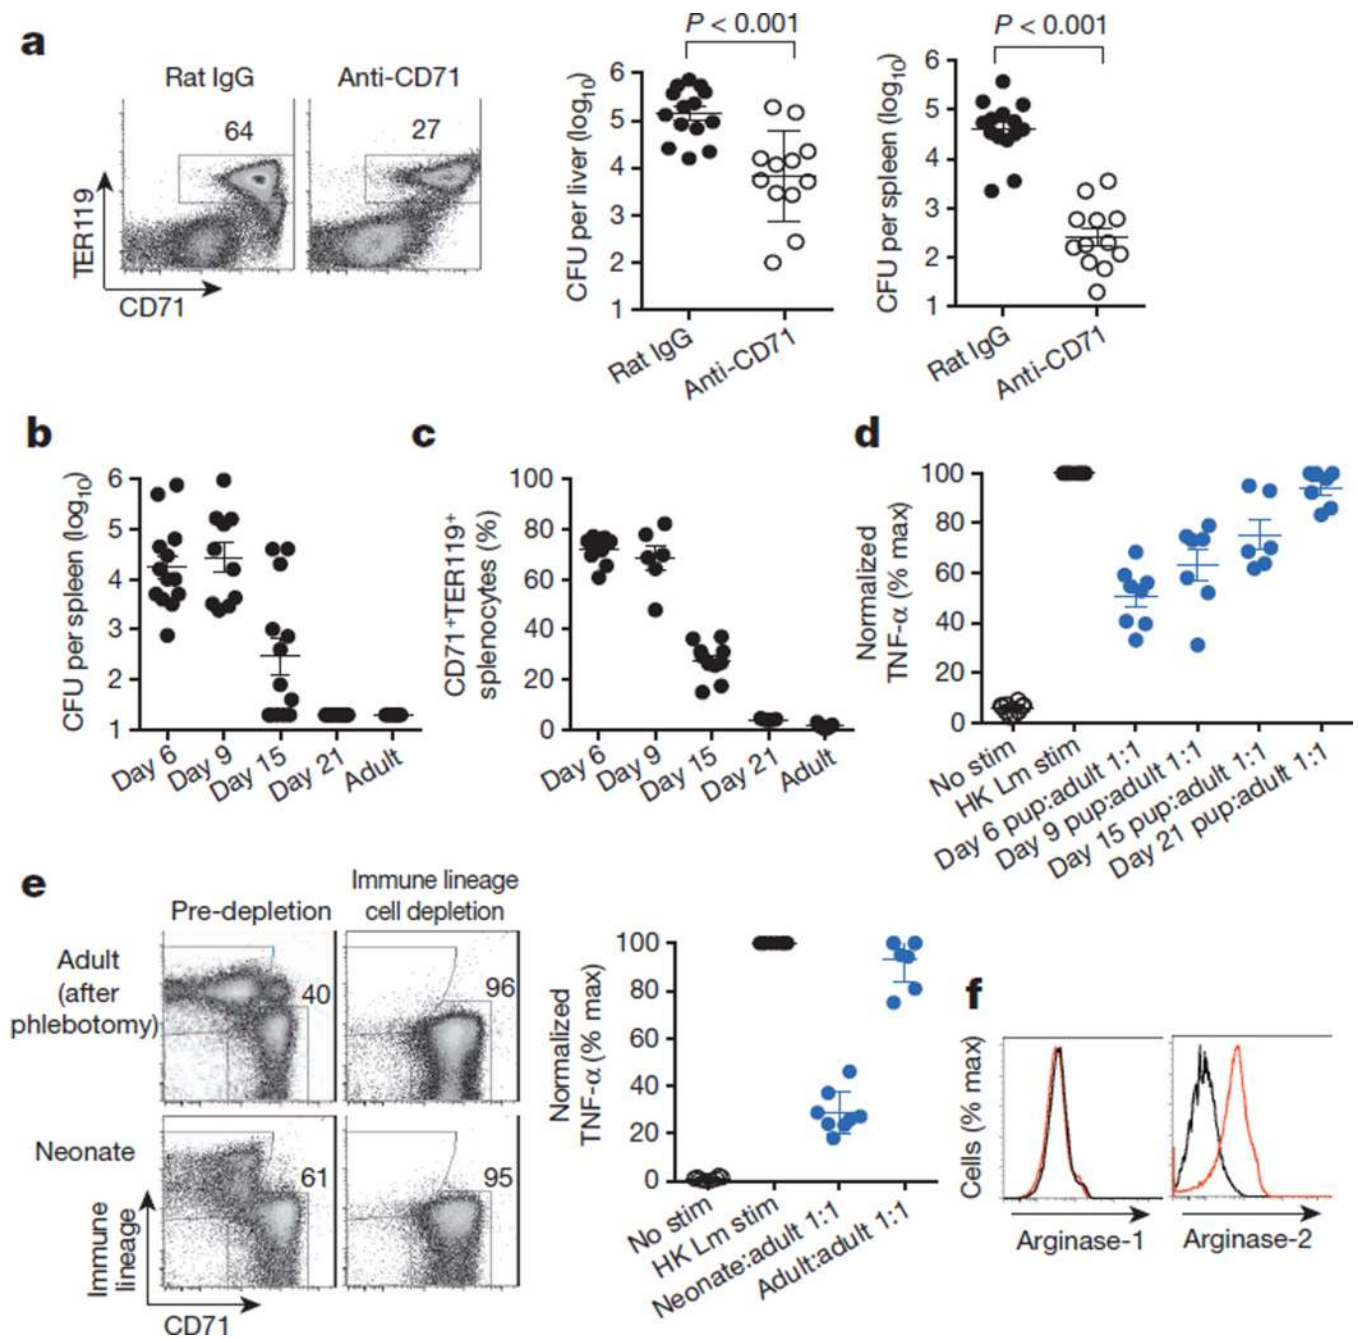 a
Rat IgG
Anti-CD71
64
27
TER119
CD71
P < 0.001
CFU per liver (log10)
6
5
4
3
2
1
Rat IgG
Anti-CD71
P < 0.001
CFU per spleen (log10)
6
5
4
3
2
1
Rat IgG
Anti-CD71
b
CFU per spleen (log10)
6
5
4
3
2
1
Day 6
Day 9
Day 15
Day 21
Adult
c
CD71+TER119+
splenocytes (%)
100
80
60
40
20
0
Day 6
Day 9
Day 15
Day 21
Adult
d
Normalized
TNF-α (% max)
100
80
60
40
20
0
No stim
HK Lm stim
Day 6 pup:adult 1:1
Day 9 pup:adult 1:1
Day 15 pup:adult 1:1
Day 21 pup:adult 1:1
e
Pre-depletion
Immune lineage
cell depletion
Adult
(after
phlebotomy)
40
96
Neonate
61
95
Immune
lineage
CD71
Normalized
TNF-α (% max)
100
80
60
40
20
0
No stim
HK Lm stim
Neonate:adult 1:1
Adult:adult 1:1
f
Cells (% max)
Arginase-1
Arginase-2